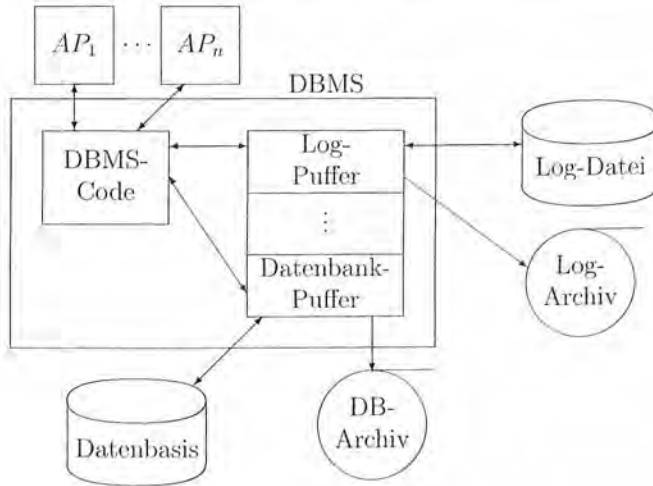 AP1 ... APn
DBMS
DBMS-
Code
Log-
Puffer
⋮
Datenbank-
Puffer
Log-Datei
Log-
Archiv
Datenbasis
DB-
Archiv